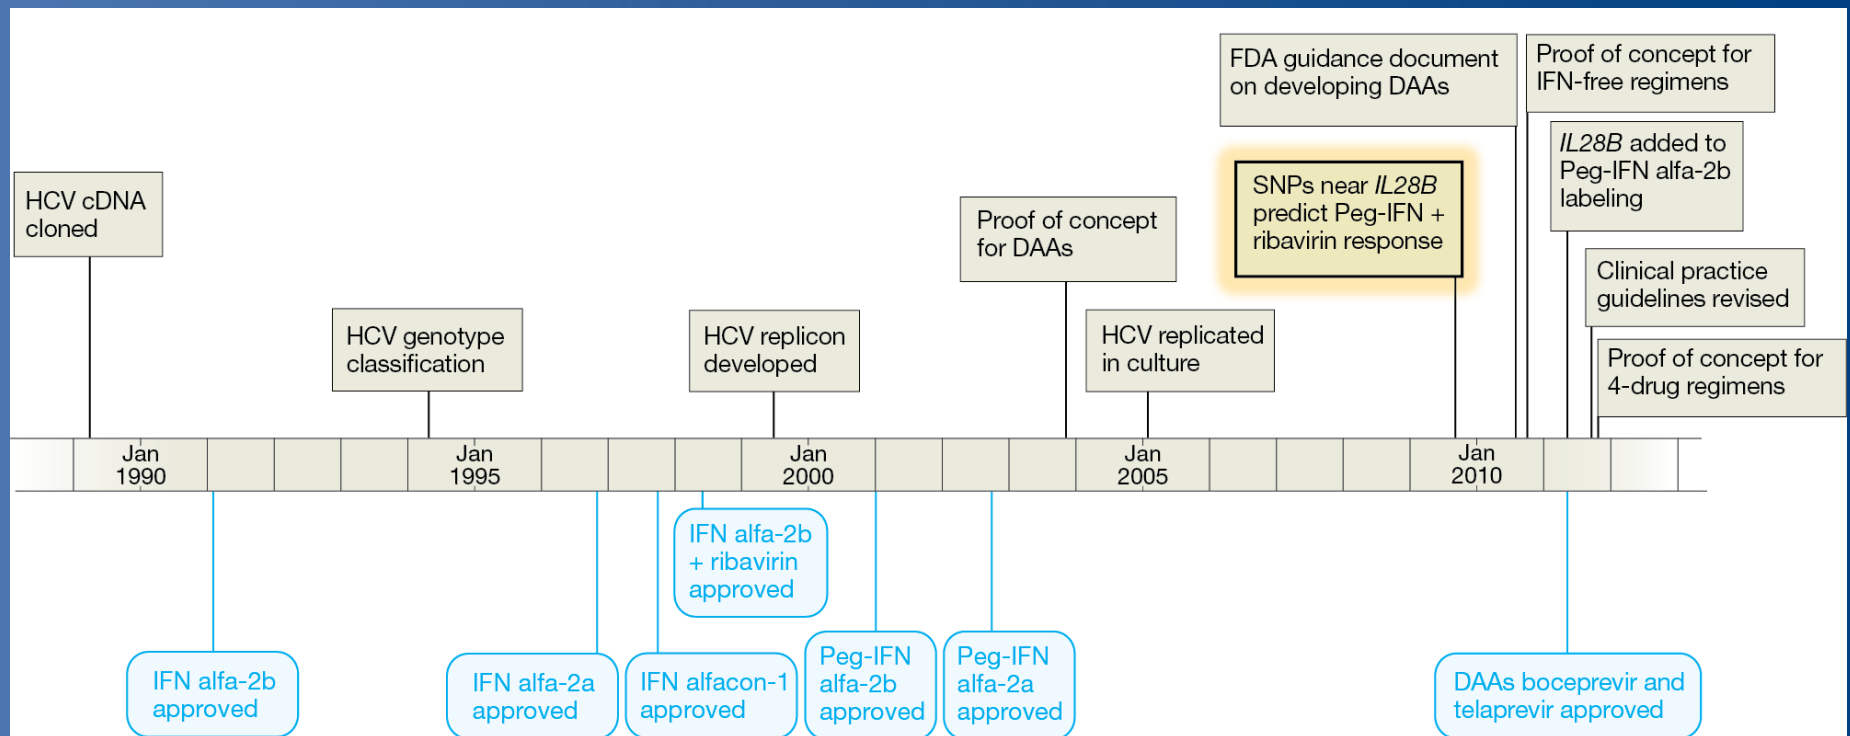 FDA guidance document
on developing DAAs
Proof of concept for
IFN-free regimens
IL28B added to
Peg-IFN alfa-2b
labeling
HCV cDNA
cloned
SNPs near IL28B
predict Peg-IFN +
ribavirin response
Proof of concept
for DAAs
Clinical practice
guidelines revised
HCV genotype
classification
HCV replicon
developed
HCV replicated
in culture
Proof of concept for
4-drug regimens
Jan
1990
Jan
1995
Jan
2000
Jan
2005
Jan
2010
IFN alfa-2b
+ ribavirin
approved
IFN alfa-2b
approved
IFN alfa-2a
approved
IFN alfacon-1
approved
Peg-IFN
alfa-2b
approved
Peg-IFN
alfa-2a
approved
DAAs boceprevir and
telaprevir approved